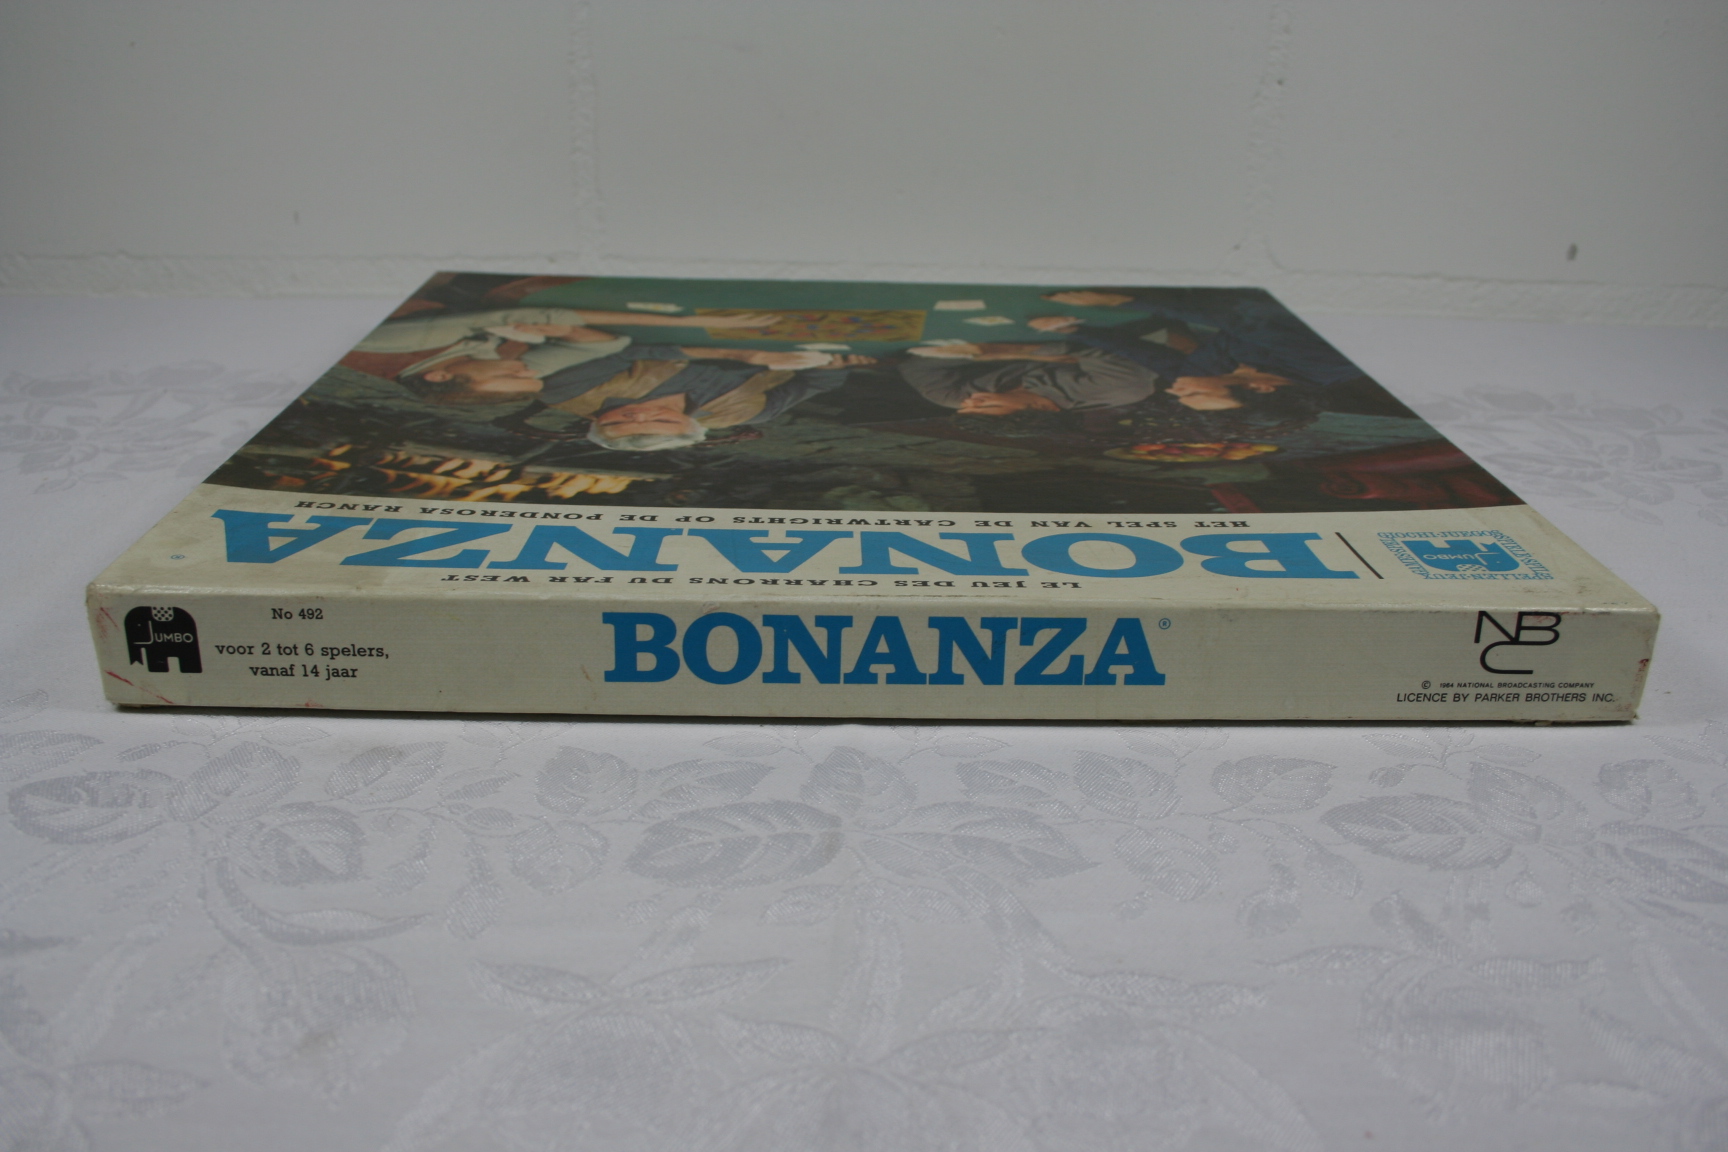 HET SPEL VAN DE CARTWRIGHTS OP DE PONDEROSA RANCH
BONANZA ®
LE JEU DES CHARRONS DU FAR WEST
JUMBO
JUMBO
No 492
voor 2 tot 6 spelers,
vanaf 14 jaar
BONANZA®
NBC
© 1964 NATIONAL BROADCASTING COMPANY
LICENCE BY PARKER BROTHERS INC.